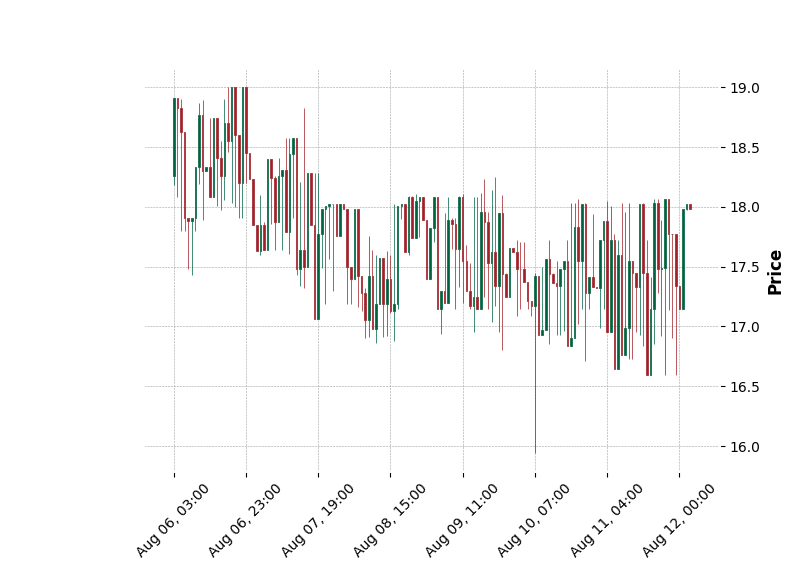 19.0
18.5
18.0
17.5
17.0
16.5
16.0
Price
Aug 06, 03:00
Aug 06, 23:00
Aug 07, 19:00
Aug 08, 15:00
Aug 09, 11:00
Aug 10, 07:00
Aug 11, 04:00
Aug 12, 00:00